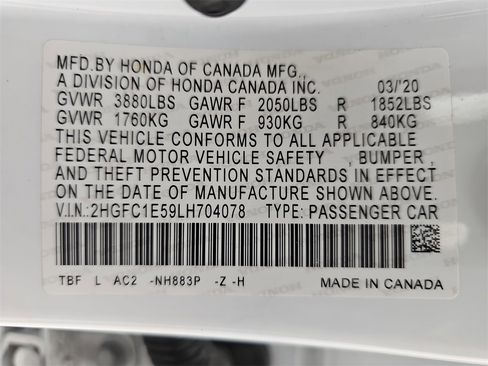 MFD.BY HONDA OF CANADA MFG.,
A DIVISION OF HONDA CANADA INC. 03/'20
GVWR 3880LBS GAWR F 2050LBS R 1852LBS
GVWR 1760KG GAWR F 930KG R 840KG
THIS VEHICLE CONFORMS TO ALL APPLICABLE
FEDERAL MOTOR VEHICLE SAFETY , BUMPER ,
AND THEFT PREVENTION STANDARDS IN EFFECT
ON THE DATE OF MANUFACTURE SHOWN ABOVE.
V.I.N.:2HGFC1E59LH704078 TYPE: PASSENGER CAR
TBF L AC2 -NH883P -Z -H MADE IN CANADA